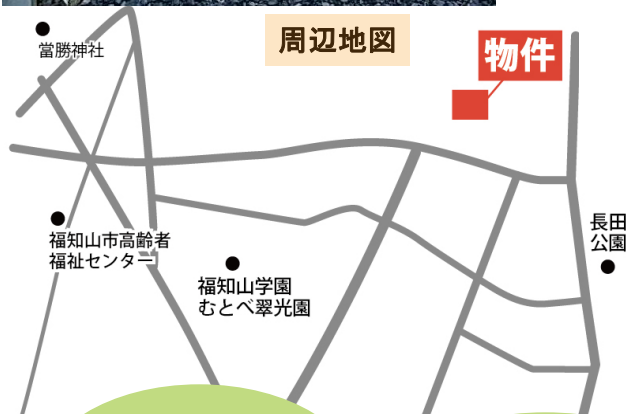 周辺地図
物件
當勝神社
長田
公園
福知山市高齢者
福祉センター
福知山学園
むとべ翠光園